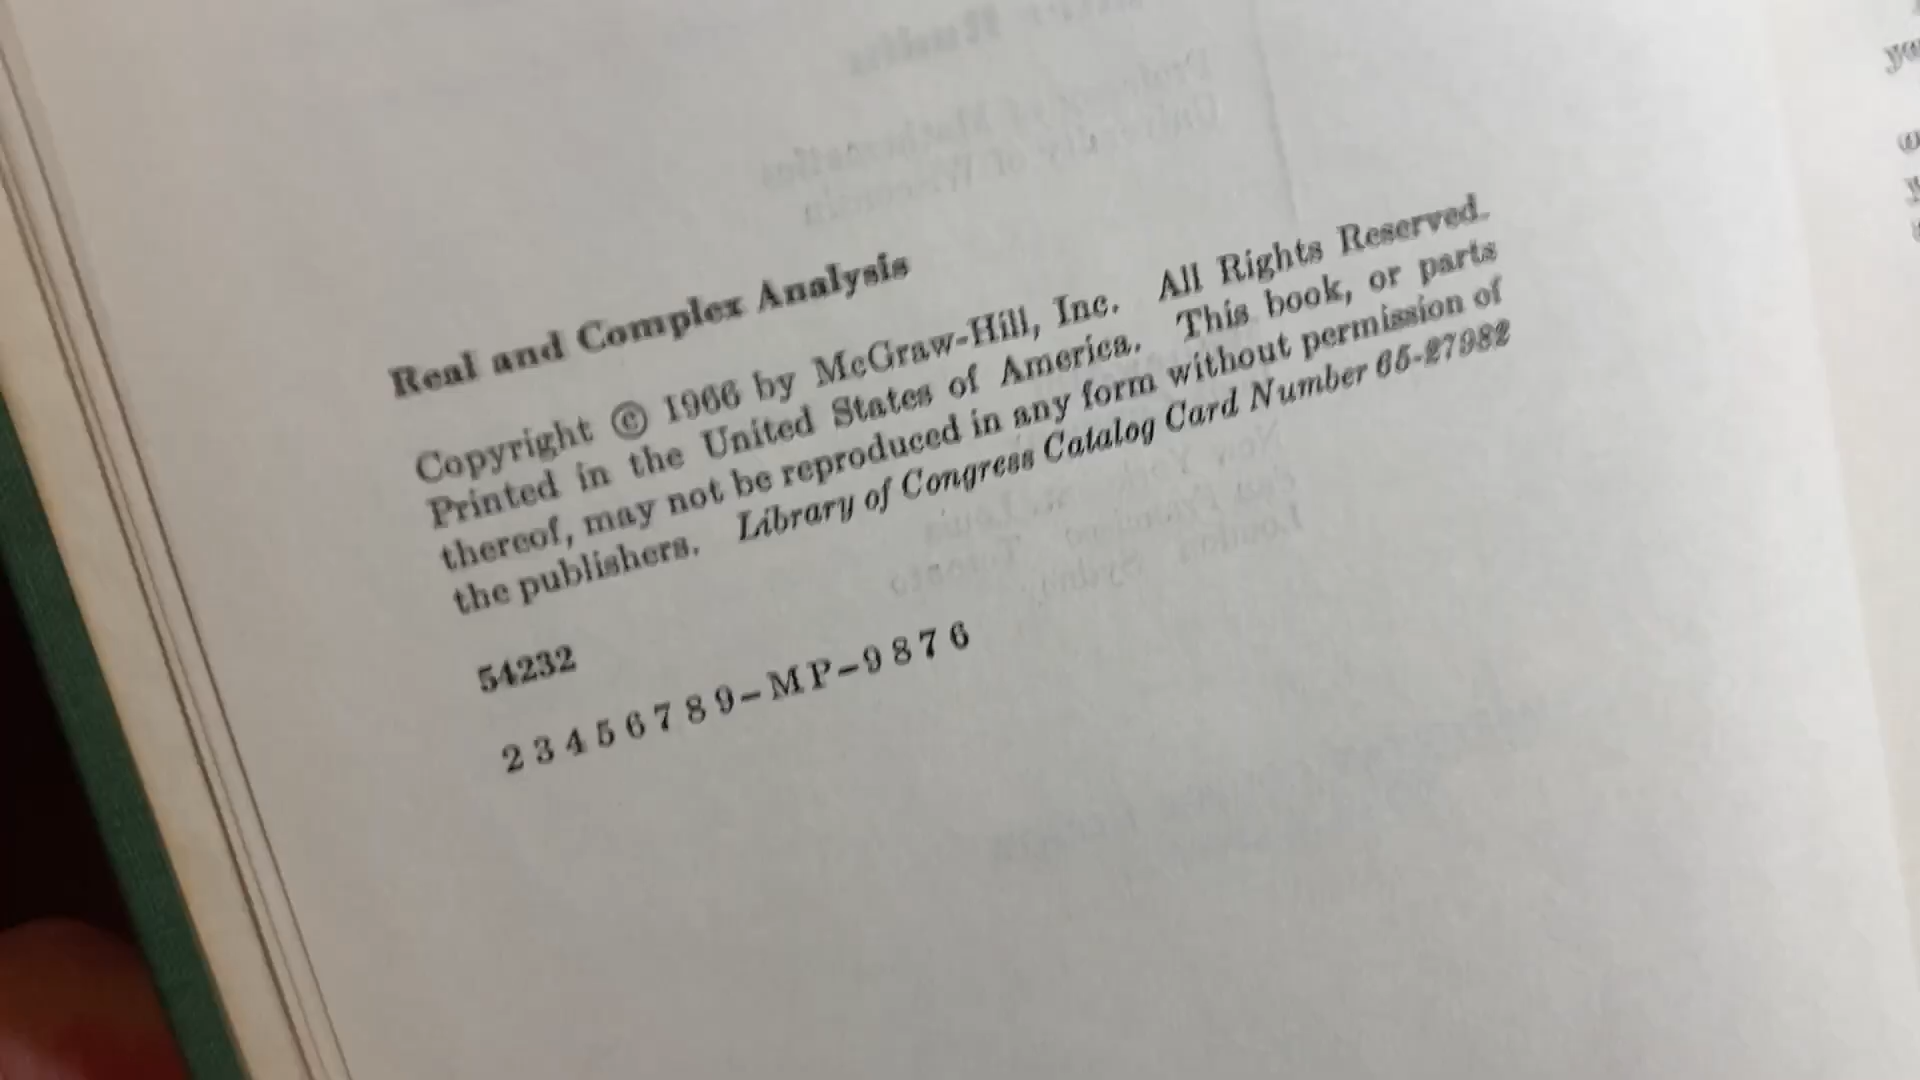 Real and Complex Analysis
Copyright © 1966 by McGraw-Hill, Inc. All Rights Reserved.
Printed in the United States of America. This book, or parts
thereof, may not be reproduced in any form without permission of
the publishers. Library of Congress Catalog Card Number 65-27982
54232
2 3 4 5 6 7 8 9 – M P – 9 8 7 6